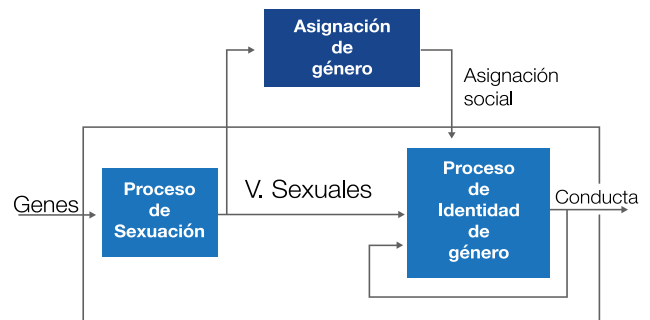 Asignación
de
género
Asignación
social
Genes
Proceso
de
Sexuación
V. Sexuales
Proceso
de
Identidad
de
género
Conducta